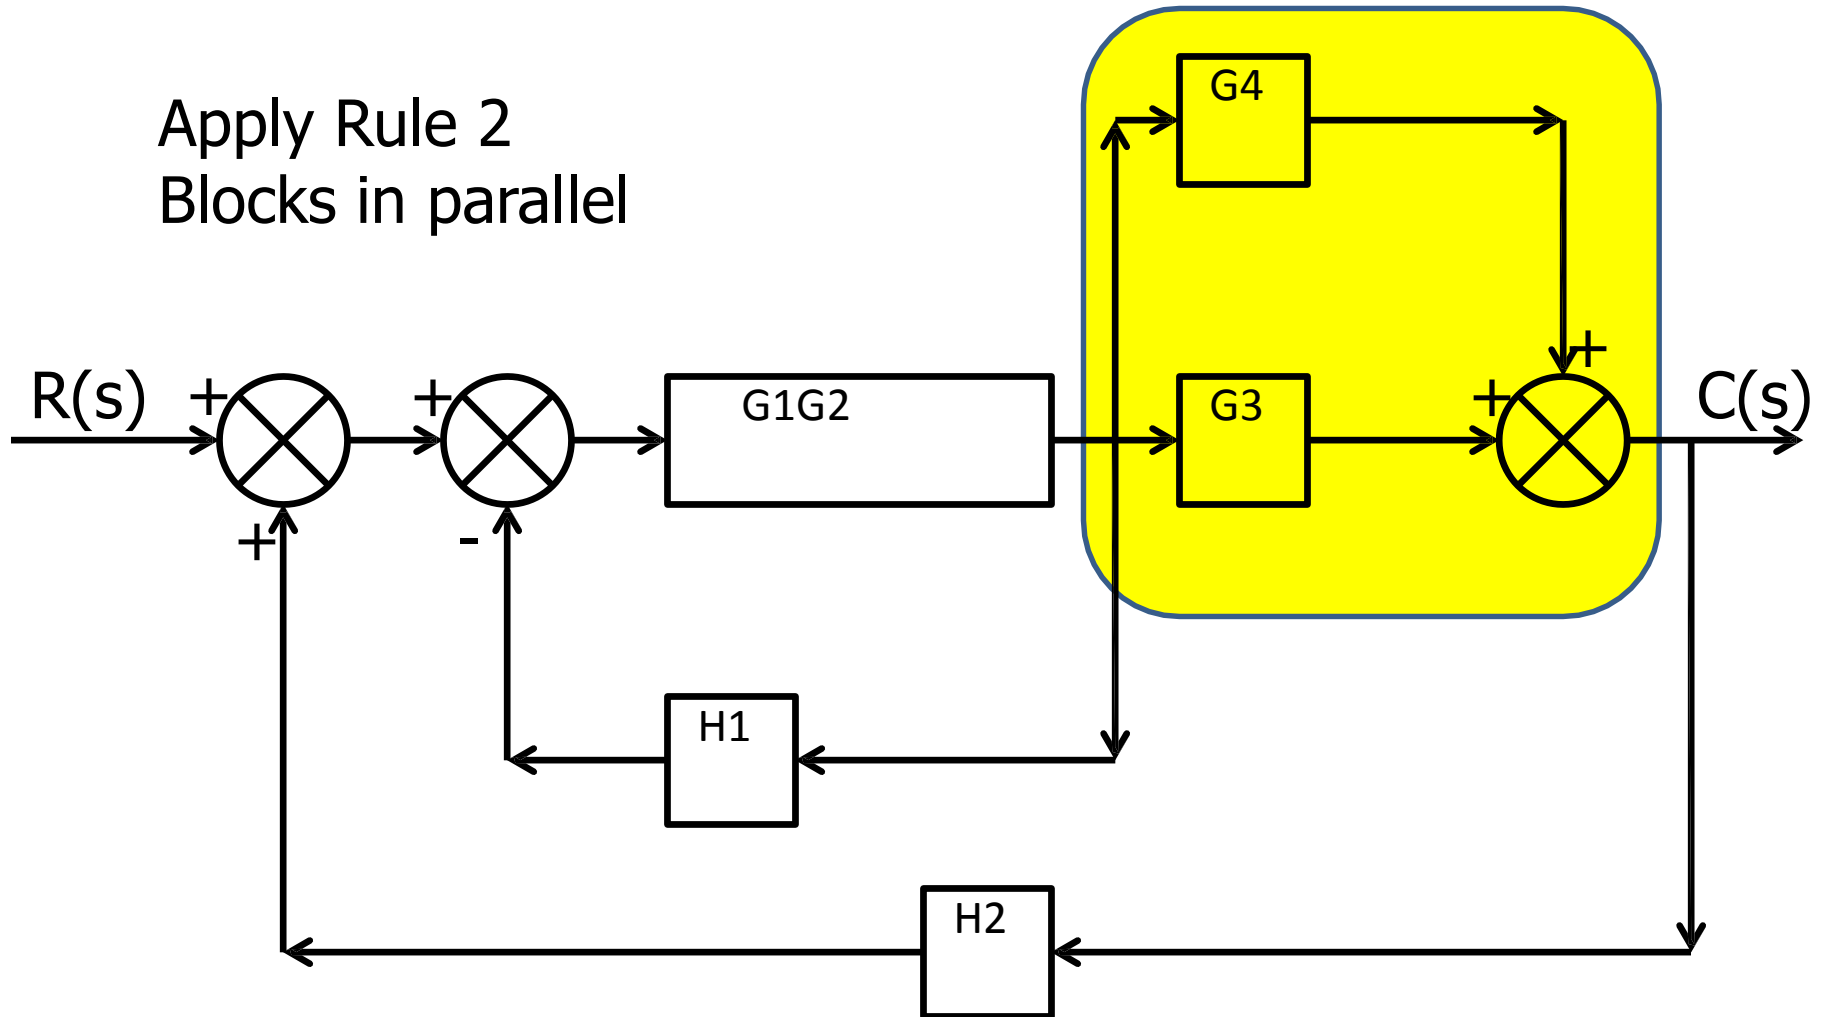 Apply Rule 2
Blocks in parallel
G4
+
R(s)
+
+
G1G2
G3
+
C(s)
+
-
H1
H2